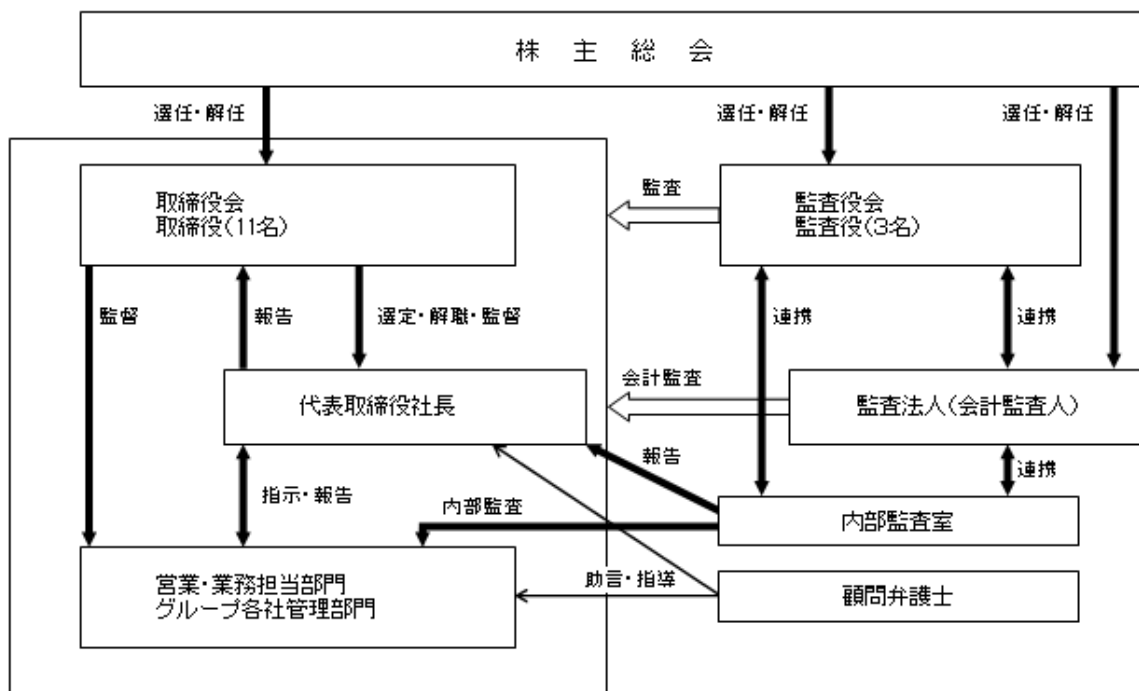 株 主 総 会
選任・解任
選任・解任
選任・解任
取締役会
取締役(11名)
監査
監査役会
監査役(3名)
監督
報告
選定・解職・監督
連携
連携
代表取締役社長
会計監査
監査法人(会計監査人)
報告
連携
指示・報告
内部監査
内部監査室
営業・業務担当部門
グループ各社管理部門
助言・指導
顧問弁護士